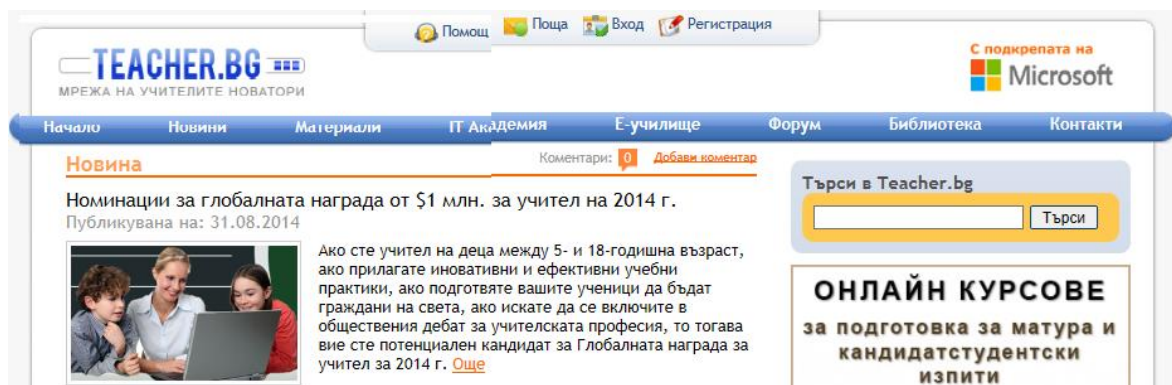 Помощ Поща Вход Регистрация
TEACHER.BG
МРЕЖА НА УЧИТЕЛИТЕ НОВАТОРИ
С подкрепата на
Microsoft
Начало Новини Материали IT Академия Е-училище Форум Библиотека Контакти
Новина
Коментари: 0 Добави коментар
Номинации за глобалната награда от $1 млн. за учител на 2014 г.
Публикувана на: 31.08.2014
Ако сте учител на деца между 5- и 18-годишна възраст,
ако прилагате иновативни и ефективни учебни
практики, ако подготвяте вашите ученици да бъдат
граждани на света, ако искате да се включите в
обществения дебат за учителската професия, то тогава
вие сте потенциален кандидат за Глобалната награда за
учител за 2014 г. Още
Търси в Teacher.bg
Търси
ОНЛАЙН КУРСОВЕ
за подготовка за матура и
кандидатстудентски
изпити